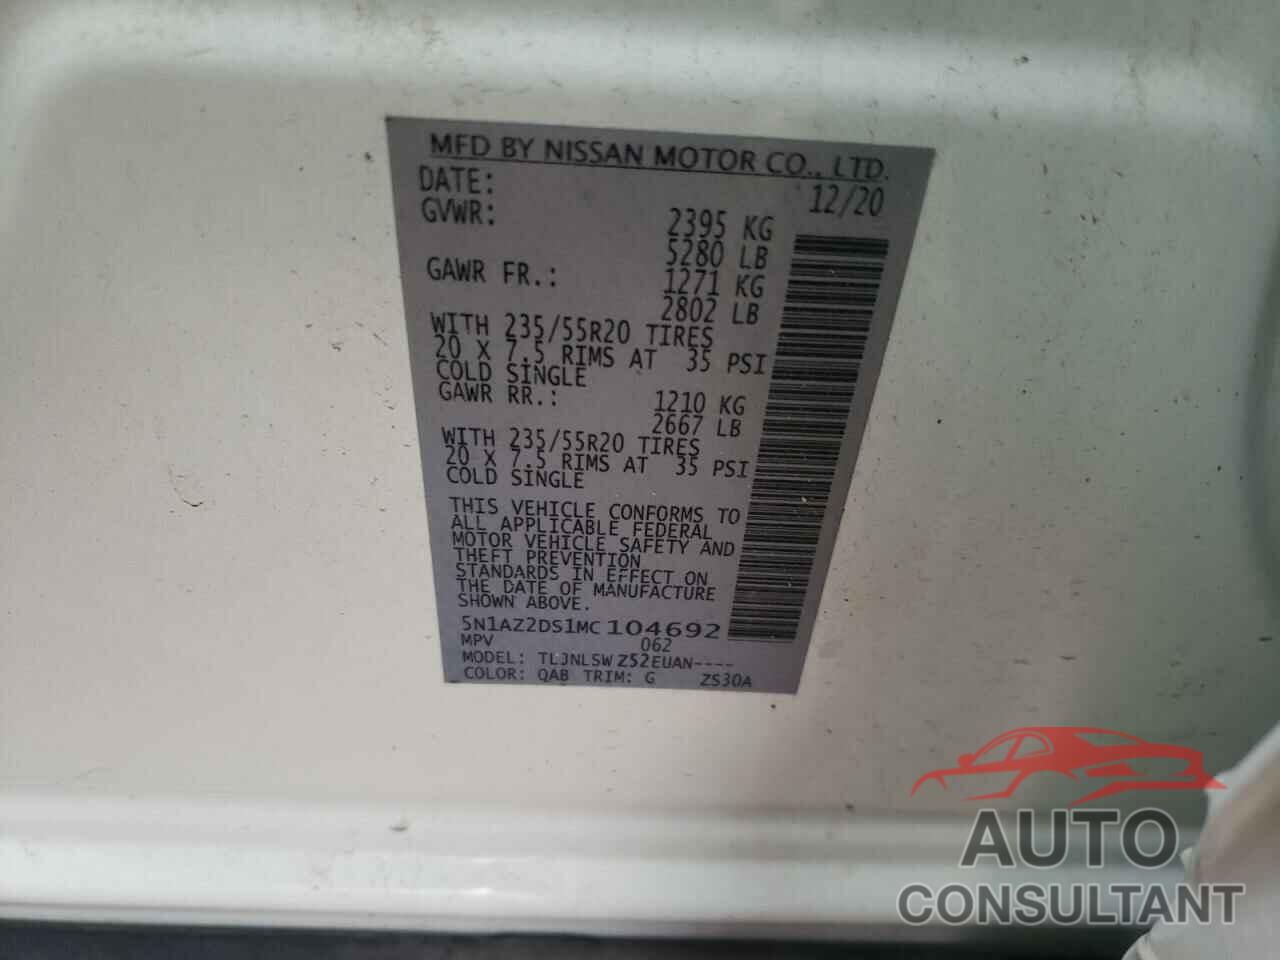 MFD BY NISSAN MOTOR CO., LTD.
DATE: 12/20
GVWR: 2395 KG
5280 LB
GAWR FR.: 1271 KG
2802 LB
WITH 235/55R20 TIRES
20 X 7.5 RIMS AT 35 PSI
COLD SINGLE
GAWR RR.: 1210 KG
2667 LB
WITH 235/55R20 TIRES
20 X 7.5 RIMS AT 35 PSI
COLD SINGLE
THIS VEHICLE CONFORMS TO
ALL APPLICABLE FEDERAL
MOTOR VEHICLE SAFETY AND
THEFT PREVENTION
STANDARDS IN EFFECT ON
THE DATE OF MANUFACTURE
SHOWN ABOVE.
5N1AZ2DS1MC104692
MPV 062
MODEL: TLJNLSWZ52EUAN----
COLOR: QAB TRIM: G ZS30A
AUTO
CONSULTANT